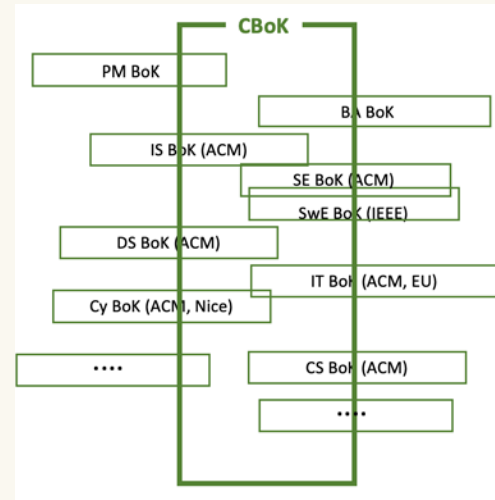 CBoK
PM BoK
BA BoK
IS BoK (ACM)
SE BoK (ACM)
SwE BoK (IEEE)
DS BoK (ACM)
IT BoK (ACM, EU)
Cy BoK (ACM, Nice)
....
CS BoK (ACM)
....